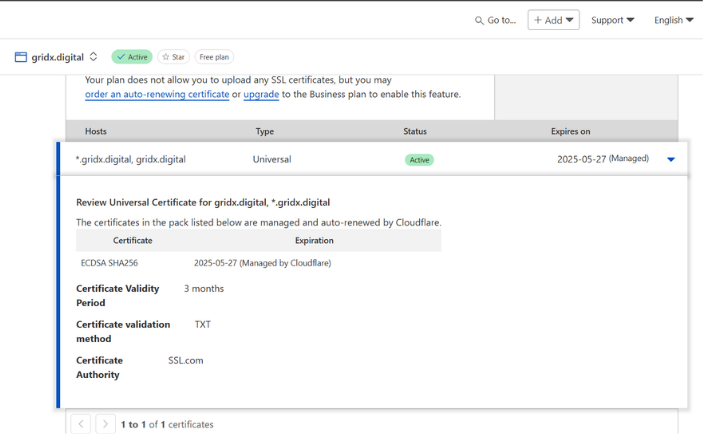 Go to...
+ Add
Support
English
gridx.digital
Active
Star
Free plan
Your plan does not allow you to upload any SSL certificates, but you may
order an auto-renewing certificate or upgrade to the Business plan to enable this feature.
Hosts Type Status Expires on
*.gridx.digital, gridx.digital Universal Active 2025-05-27 (Managed)
Review Universal Certificate for gridx.digital, *.gridx.digital
The certificates in the pack listed below are managed and auto-renewed by Cloudflare.
Certificate Expiration
ECDSA SHA256 2025-05-27 (Managed by Cloudflare)
Certificate Validity 3 months
Period
Certificate validation TXT
method
Certificate SSL.com
Authority
1 to 1 of 1 certificates